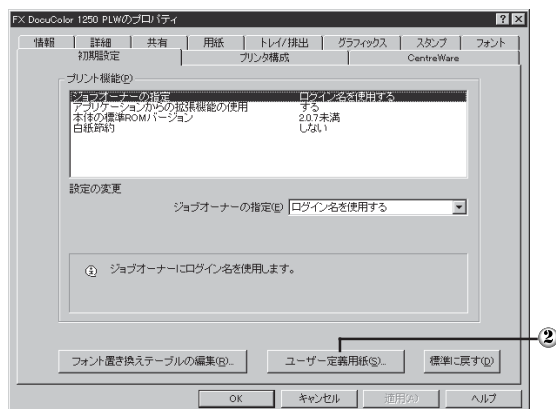 FX DocuColor 1250 PLWのプロパティ
情報 詳細 共有 用紙 トレイ/排出 グラフィックス スタンプ フォント
初期設定 プリンタ構成 CentreWare
プリント機能(P)
ジョブオーナーの指定 ログイン名を使用する
アプリケーションからの拡張機能の使用 する
本体の標準ROMバージョン 2.0.7未満
白紙節約 しない
設定の変更
ジョブオーナーの指定(E) ログイン名を使用する
ジョブオーナーにログイン名を使用します。
2
フォント置き換えテーブルの編集(R)... ユーザー定義用紙(S)... 標準に戻す(D)
OK キャンセル 適用(A) ヘルプ